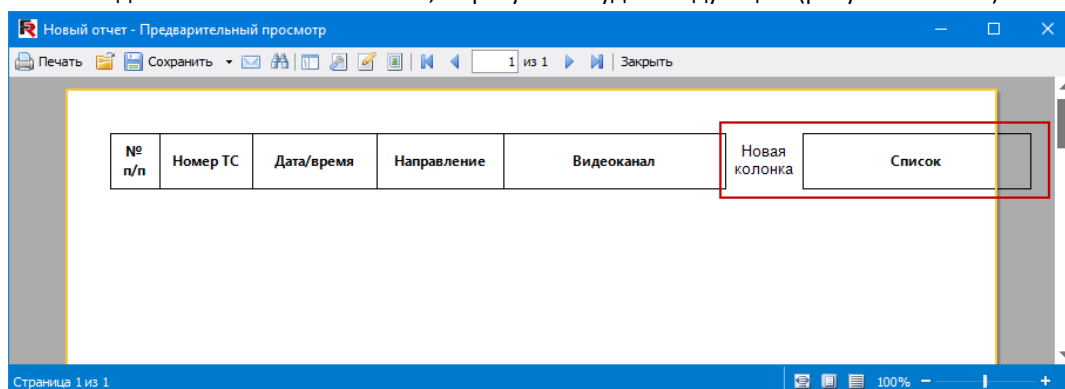 Новый отчет - Предварительный просмотр
Печать Сохранить 1 из 1 Закрыть
№ п/п Номер ТС Дата/время Направление Видеоканал Новая колонка Список
Страница 1 из 1 100%